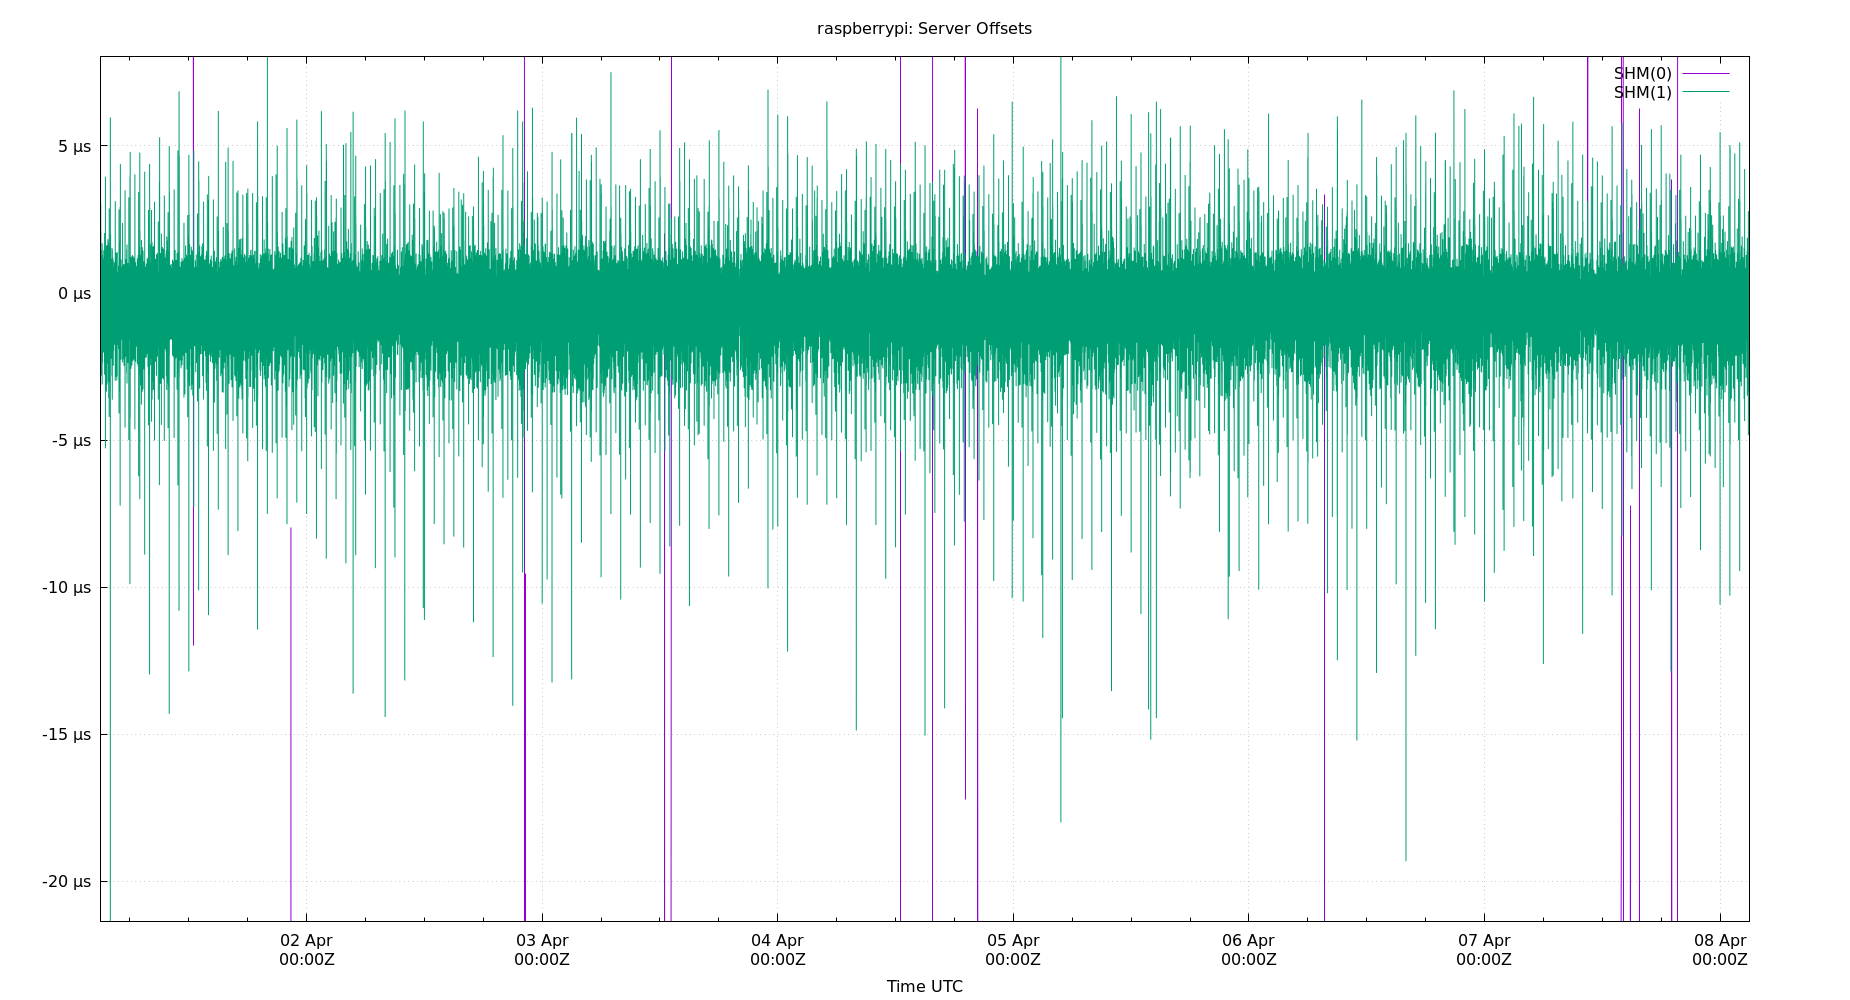 raspberrypi: Server Offsets
SHM(0)
SHM(1)
5 µs
0 µs
-5 µs
-10 µs
-15 µs
-20 µs
02 Apr 03 Apr 04 Apr 05 Apr 06 Apr 07 Apr 08 Apr
00:00Z 00:00Z 00:00Z 00:00Z 00:00Z 00:00Z 00:00Z
Time UTC